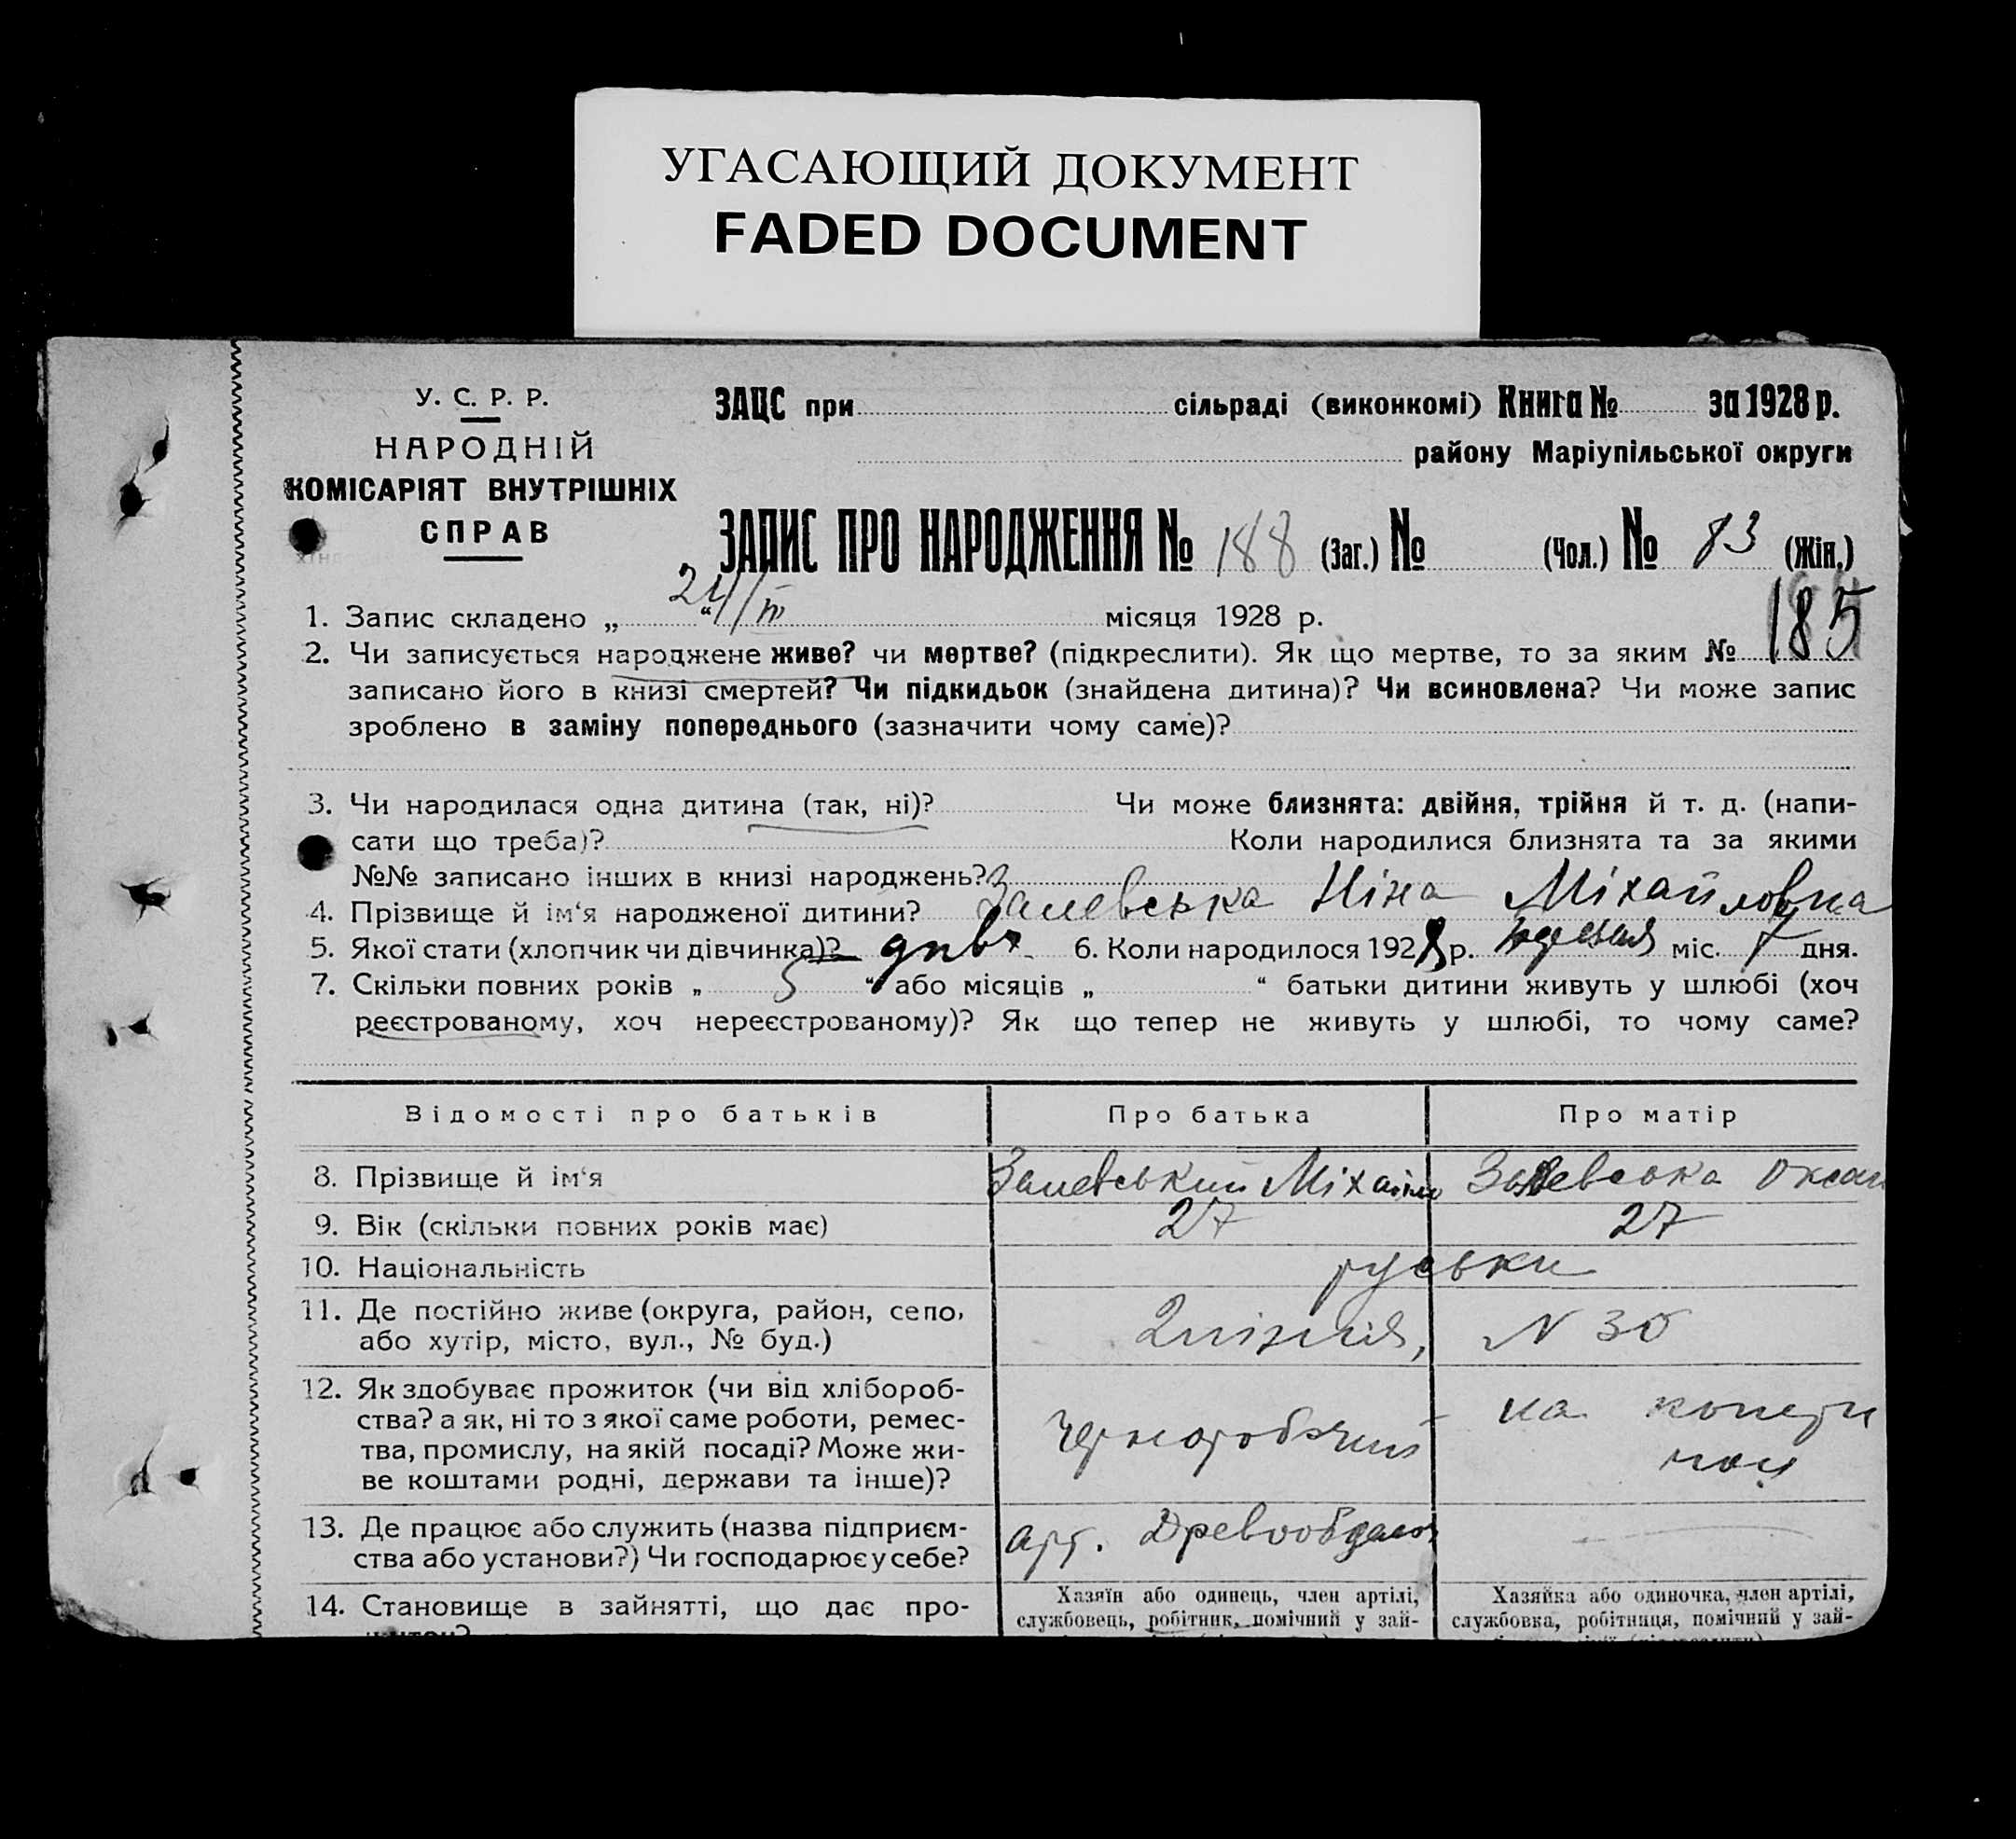 УГАСАЮЩИЙ ДОКУМЕНТ
FADED DOCUMENT
У. С. Р. Р.
НАРОДНІЙ
КОМІСАРІЯТ ВНУТРІШНІХ
СПРАВ
ЗАЦС при сільраді (виконкомі) Книга № за 1928 р.
району Маріупільської округи
ЗАПИС ПРО НАРОДЖЕННЯ № 188 (Заг.) № (Чол.) № 83 (Жін.)
185
1. Запис складено „ 24/III “ місяця 1928 р.
2. Чи записується народжене живе? чи мертве? (підкреслити). Як що мертве, то за яким №
записано його в книзі смертей? Чи підкидьок (знайдена дитина)? Чи всиновлена? Чи може запис
зроблено в заміну попереднього (зазначити чому саме)?
3. Чи народилася одна дитина (так, ні)? Чи може близнята: двійня, трійня й т. д. (напи-
сати що треба)? Коли народилися близнята та за якими
№№ записано інших в книзі народжень?
4. Прізвище й ім‘я народженої дитини? Залевська Ніна Міхайловна
5. Якої стати (хлопчик чи дівчинка)? 6. Коли народилося 1928 р. міс. 7 дня.
7. Скільки повних років „ 5 “ або місяців „ “ батьки дитини живуть у шлюбі (хоч
реєстрованому, хоч нереєстрованому)? Як що тепер не живуть у шлюбі, то чому саме?
Відомості про батьків Про батька Про матір
8. Прізвище й ім‘я Залевський Міхайло Залевська Оксан
9. Вік (скільки повних років має) 27 27
10. Національність руськи
11. Де постійно живе (округа, район, село,
або хутір, місто, вул., № буд.) N 30
12. Як здобуває прожиток (чи від хлібороб-
ства? а як, ні то з якої саме роботи, ремес-
тва, промислу, на якій посаді? Може жи-
ве коштами родні, держави та інше)? Чернороб на
13. Де працює або служить (назва підприєм-
ства або установи?) Чи господарює у себе? арт.
14. Становище в зайнятті, що дає про-
Хазяїн або одинець, член артілі,
службовець, робітник, помічний у зай-
Хазяйка або одиночка, член артілі,
службовка, робітниця, помічний у зай-